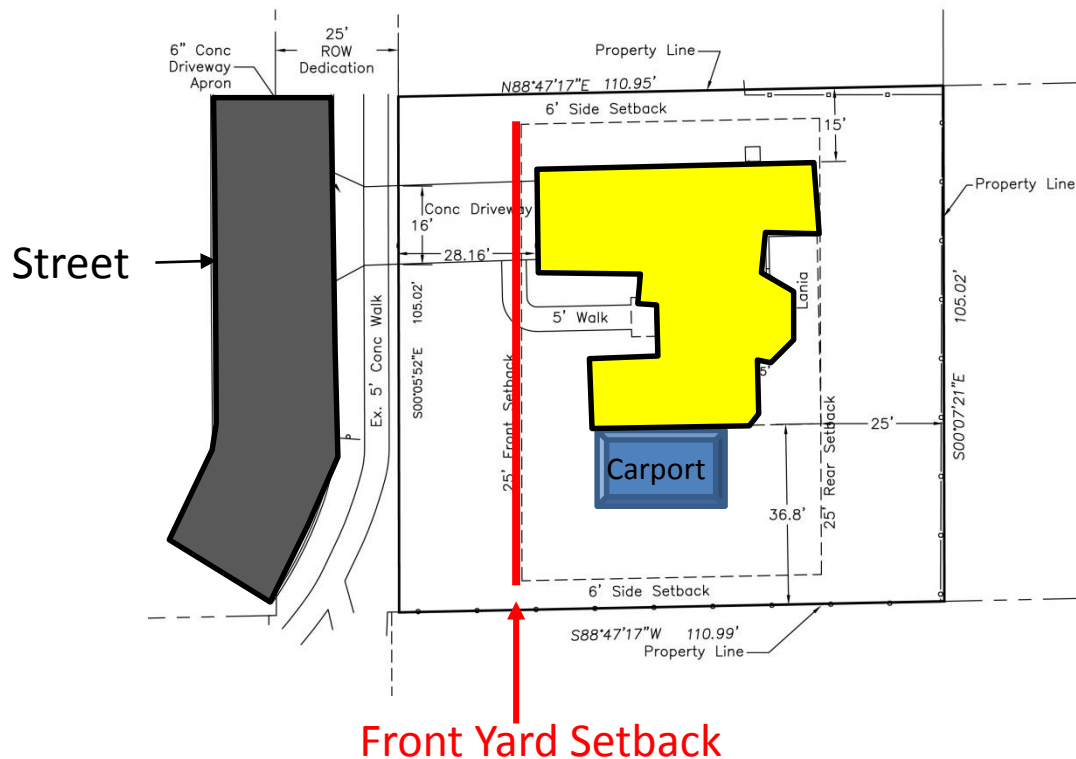 25'
ROW
Dedication
6" Conc
Driveway
Apron
Property Line
N88°47'17"E 110.95'
6' Side Setback
15'
Property Line
Conc Driveway
16'
28.16'
Street
Lania
5' Walk
105.02'
S00°05'52"E
Ex. 5' Conc Walk
25' Front Setback
5'
105.02'
S00°07'21"E
25'
25' Rear Setback
Carport
36.8'
P
6' Side Setback
S88°47'17"W 110.99'
Property Line
Front Yard Setback